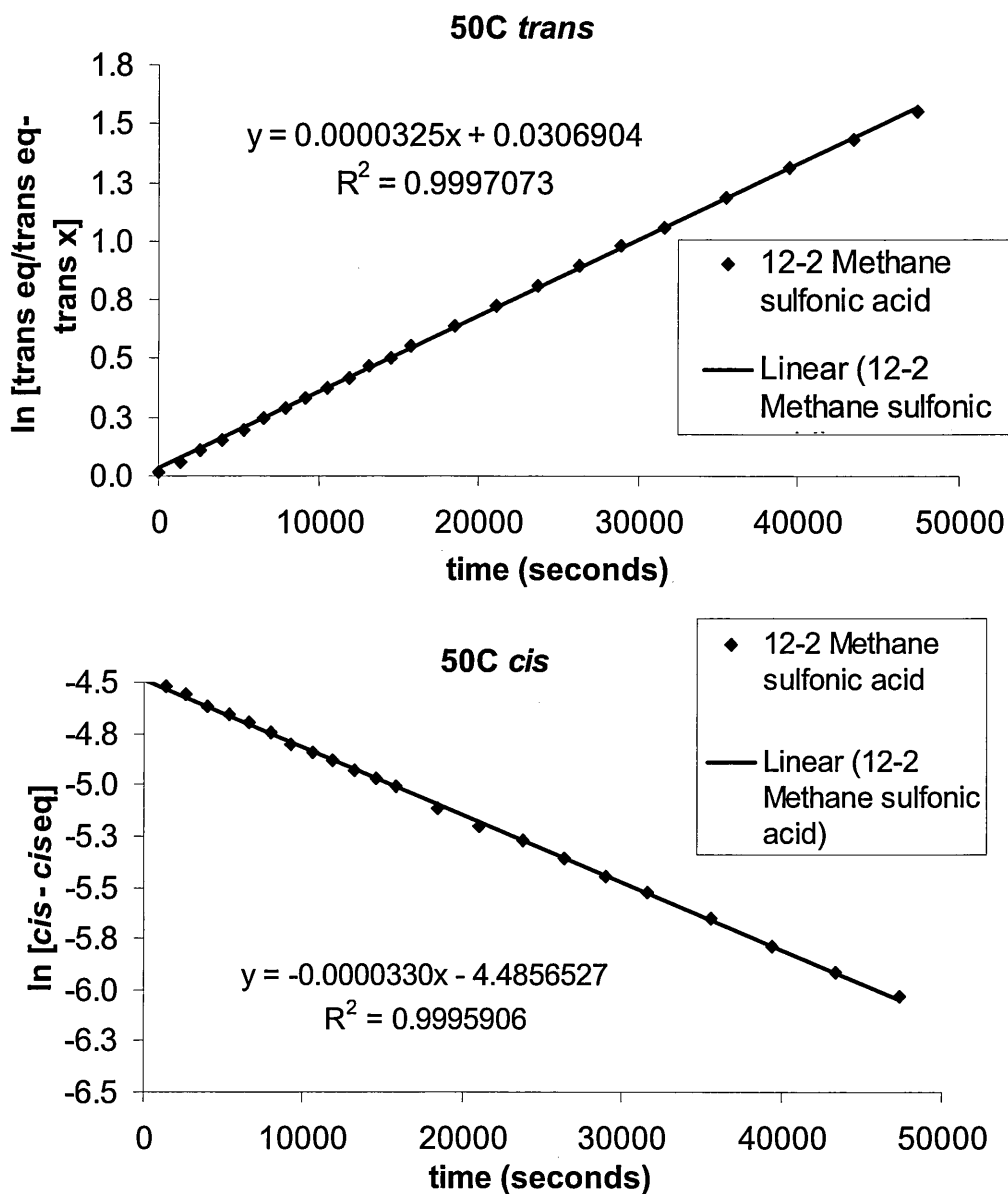 50C trans
1.8
1.5
1.3
1.0
0.8
0.5
0.3
0.0
ln [trans eq/trans eq-
trans x]
y = 0.0000325x + 0.0306904
R² = 0.9997073
12-2 Methane
sulfonic acid
Linear (12-2
Methane sulfonic
0 10000 20000 30000 40000 50000
time (seconds)
50C cis
12-2 Methane
sulfonic acid
Linear (12-2
Methane sulfonic
acid)
-4.5
-4.8
-5.0
-5.3
-5.5
-5.8
-6.0
-6.3
-6.5
ln [cis - cis eq]
y = -0.0000330x - 4.4856527
R² = 0.9995906
0 10000 20000 30000 40000 50000
time (seconds)